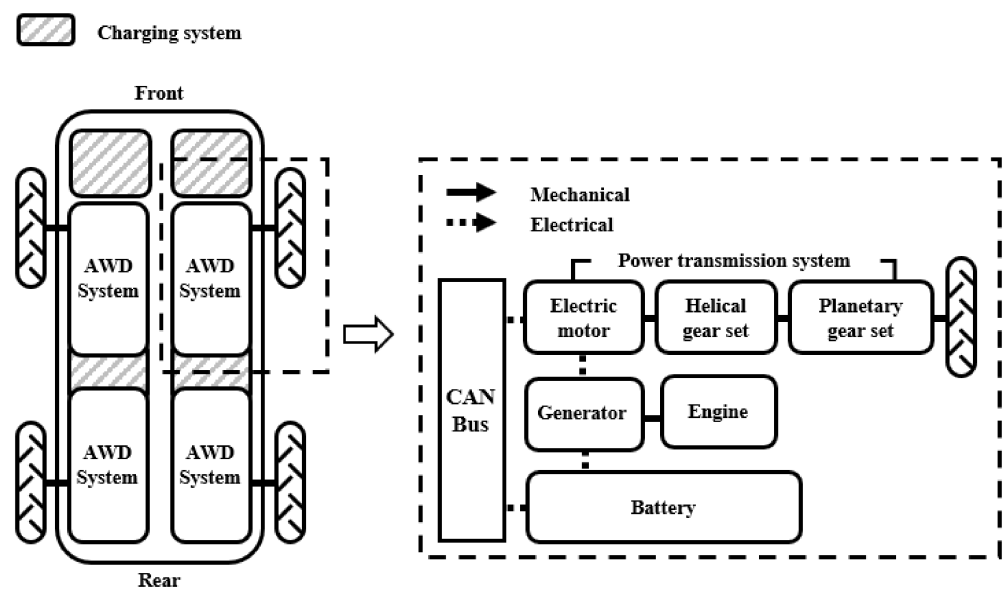 Charging system
Front
AWD
System
AWD
System
AWD
System
AWD
System
Rear
Mechanical
Electrical
Power transmission system
Electric
motor
Helical
gear set
Planetary
gear set
CAN
Bus
Generator
Engine
Battery